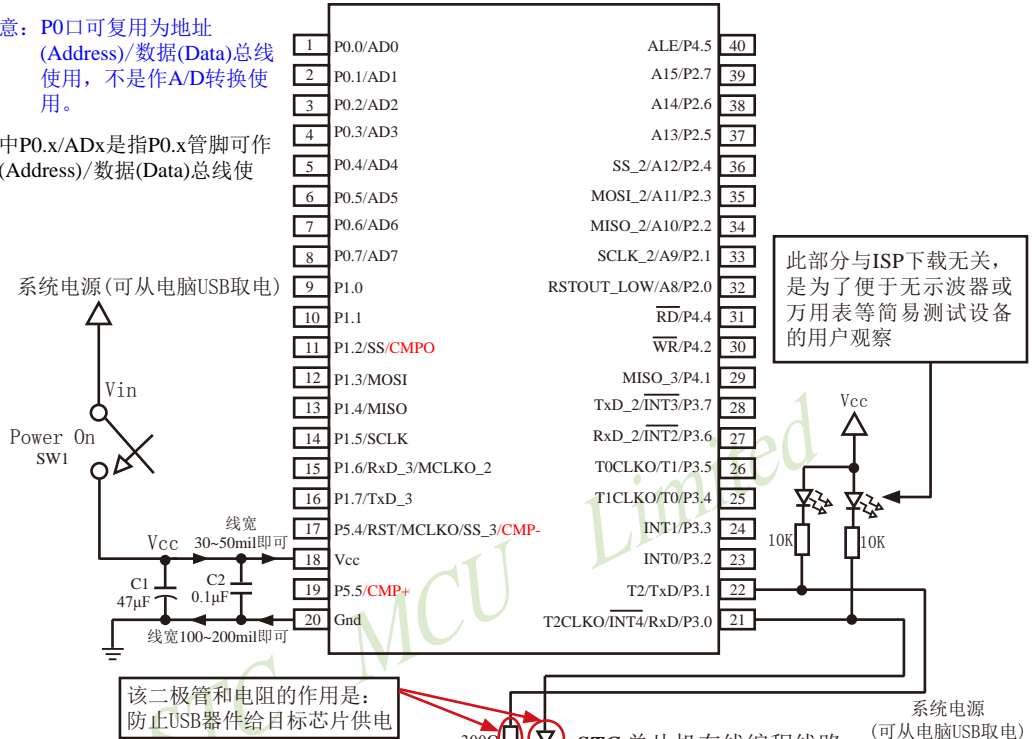 意：P0口可复用为地址
(Address)/数据(Data)总线
使用，不是作A/D转换使
用。
中P0.x/ADx是指P0.x管脚可作
(Address)/数据(Data)总线使
1 P0.0/AD0
2 P0.1/AD1
3 P0.2/AD2
4 P0.3/AD3
5 P0.4/AD4
6 P0.5/AD5
7 P0.6/AD6
8 P0.7/AD7
9 P1.0
10 P1.1
11 P1.2/SS/CMPO
12 P1.3/MOSI
13 P1.4/MISO
14 P1.5/SCLK
15 P1.6/RxD_3/MCLKO_2
16 P1.7/TxD_3
17 P5.4/RST/MCLKO/SS_3/CMP-
18 Vcc
19 P5.5/CMP+
20 Gnd
ALE/P4.5 40
A15/P2.7 39
A14/P2.6 38
A13/P2.5 37
SS_2/A12/P2.4 36
MOSI_2/A11/P2.3 35
MISO_2/A10/P2.2 34
SCLK_2/A9/P2.1 33
RSTOUT_LOW/A8/P2.0 32
RD/P4.4 31
WR/P4.2 30
MISO_3/P4.1 29
TxD_2/INT3/P3.7 28
RxD_2/INT2/P3.6 27
T0CLKO/T1/P3.5 26
T1CLKO/T0/P3.4 25
INT1/P3.3 24
INT0/P3.2 23
T2/TxD/P3.1 22
T2CLKO/INT4/RxD/P3.0 21
系统电源(可从电脑USB取电)
Vin
Power On
SW1
线宽
Vcc 30~50mil即可
C1
47μF
C2
0.1μF
线宽100~200mil即可
此部分与ISP下载无关，
是为了便于无示波器或
万用表等简易测试设备
的用户观察
Vcc
10K
10K
该二极管和电阻的作用是：
防止USB器件给目标芯片供电
300Ω
STC 单片机在线编程线路
系统电源
(可从电脑USB取电)
STC MCU Limited